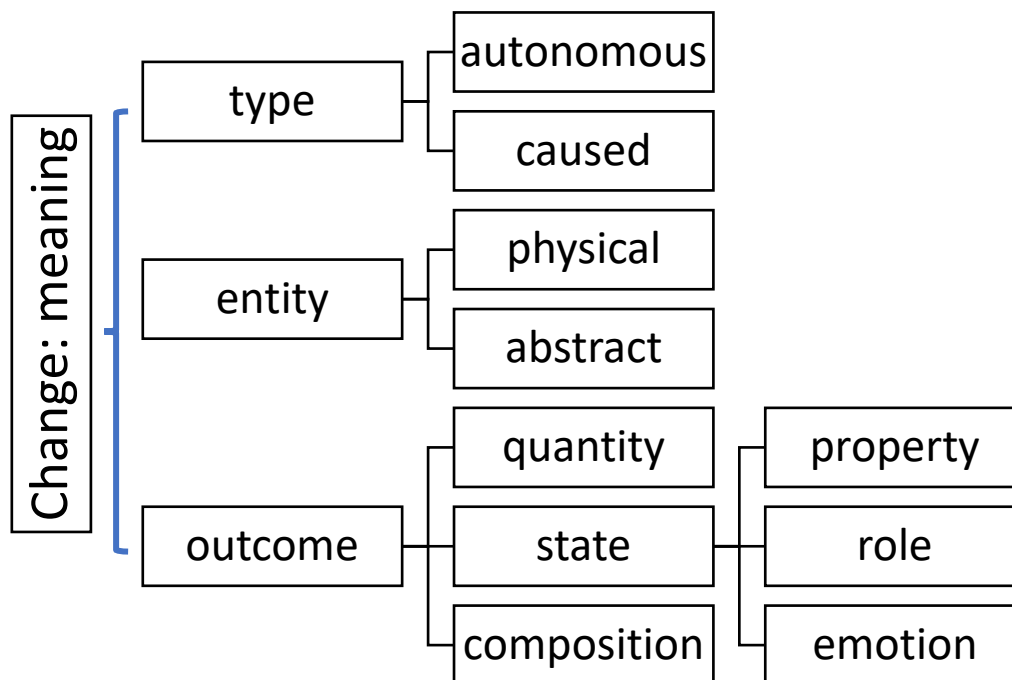 Change: meaning
type
autonomous
caused
entity
physical
abstract
outcome
quantity
state
composition
property
role
emotion